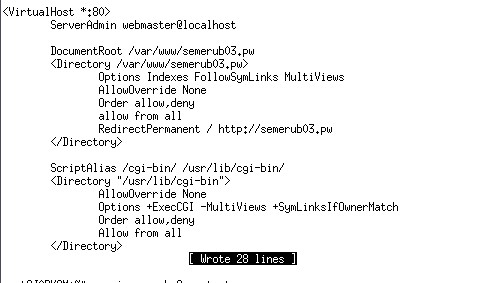 <VirtualHost *:80>
ServerAdmin webmaster@localhost
DocumentRoot /var/www/semerub03.pw
<Directory /var/www/semerub03.pw>
Options Indexes FollowSymLinks MultiViews
AllowOverride None
Order allow,deny
allow from all
RedirectPermanent / http://semerub03.pw
</Directory>
ScriptAlias /cgi-bin/ /usr/lib/cgi-bin/
<Directory "/usr/lib/cgi-bin">
AllowOverride None
Options +ExecCGI -MultiViews +SymLinksIfOwnerMatch
Order allow,deny
Allow from all
</Directory>
[ Wrote 28 lines ]